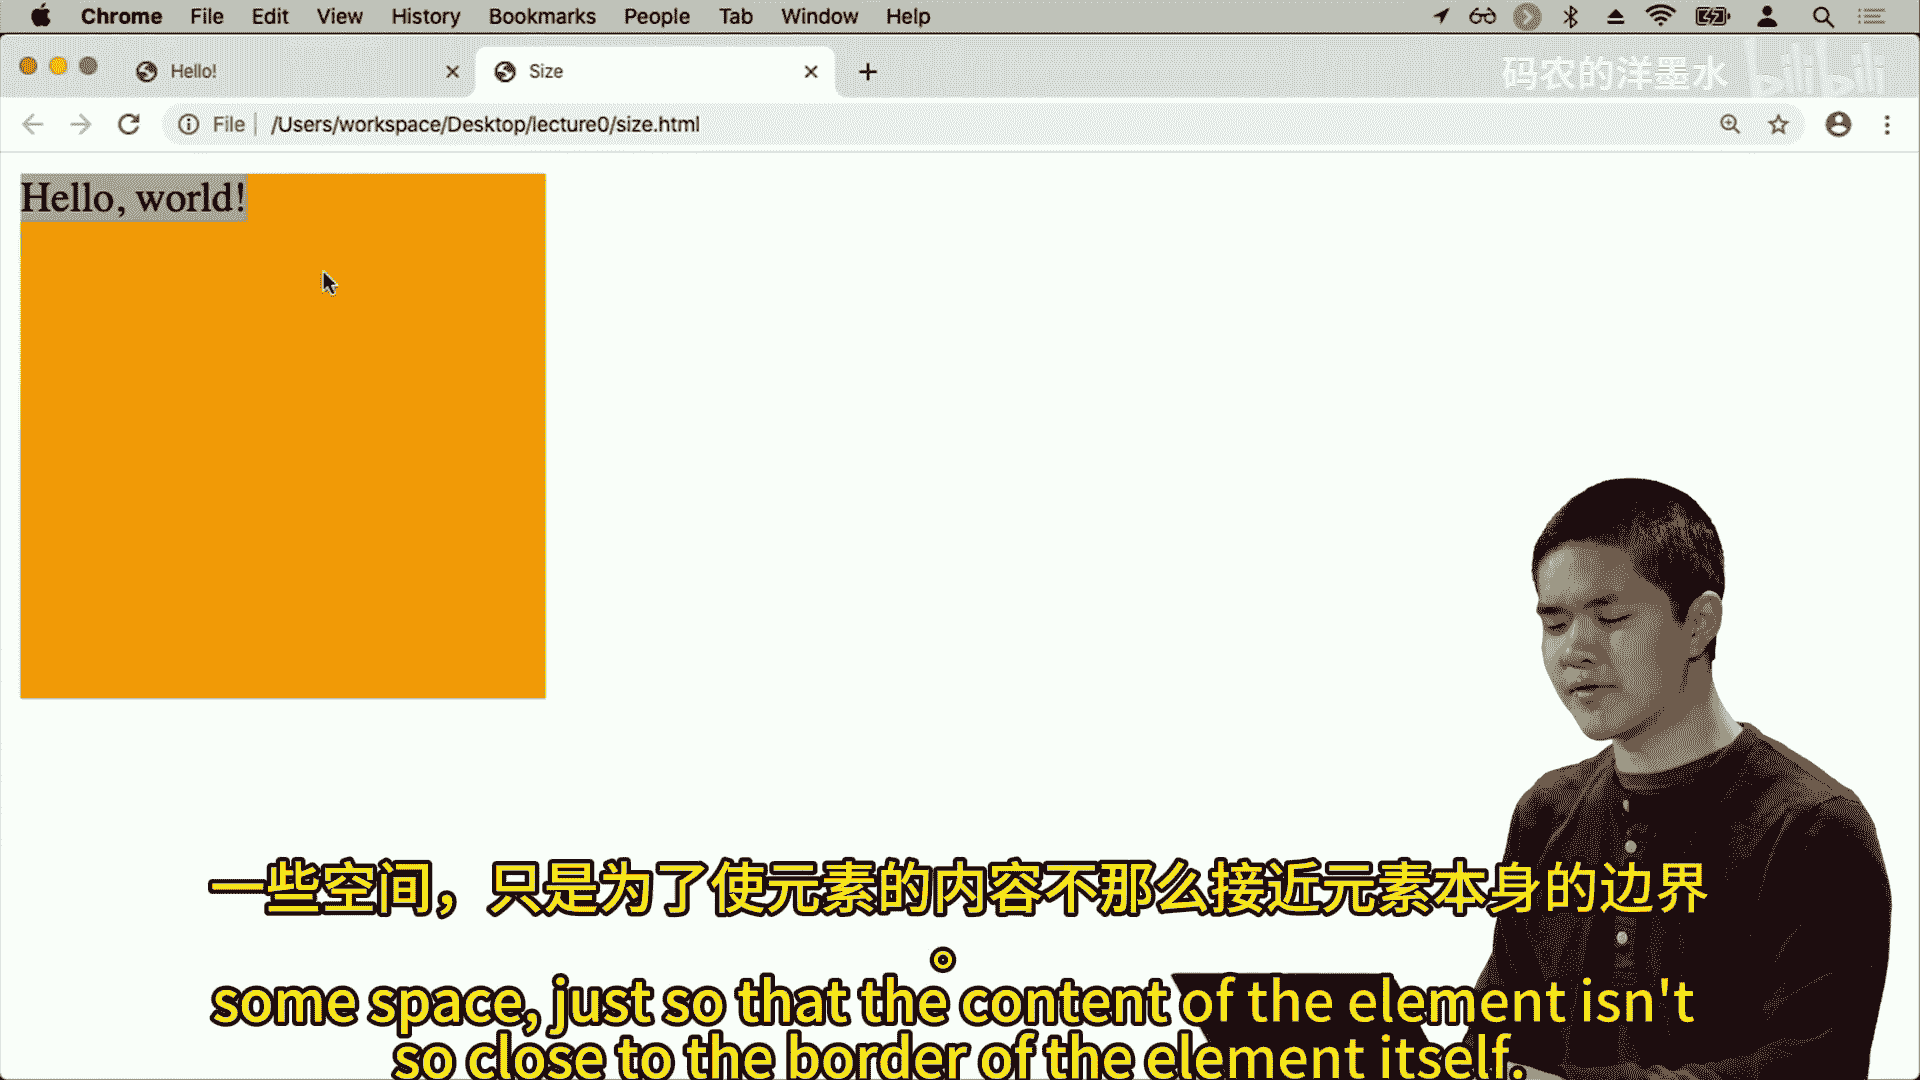 Chrome File Edit View History Bookmarks People Tab Window Help
Hello! Size
码农的洋墨水 bilibili
File /Users/workspace/Desktop/lecture0/size.html
Hello, world!
一些空间，只是为了使元素的内容不那么接近元素本身的边界
。
some space, just so that the content of the element isn't
so close to the border of the element itself.